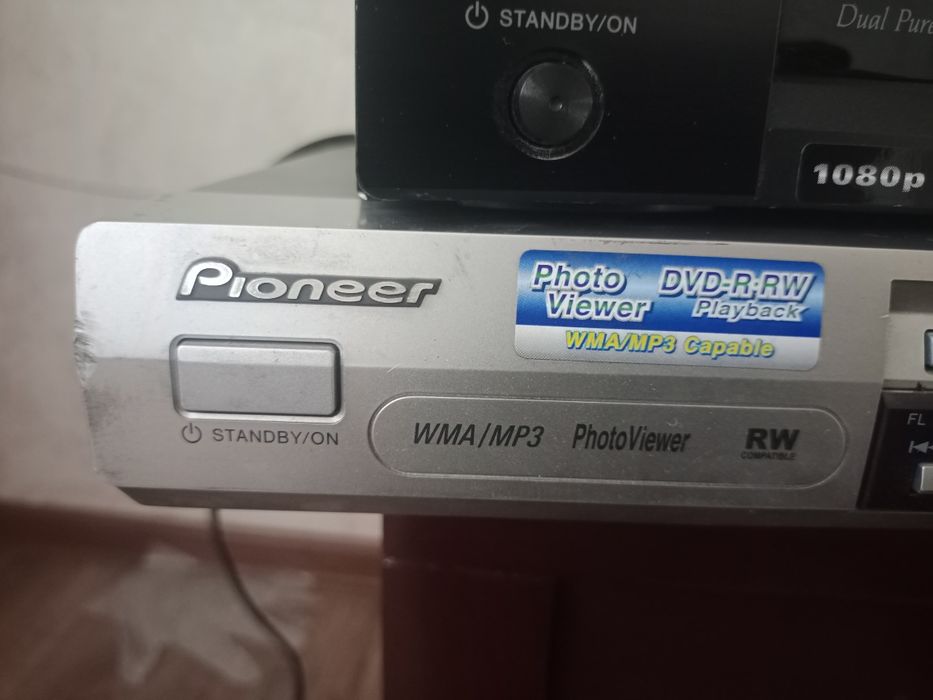 ⏻ STANDBY/ON
Dual Pure
1080p
Pioneer
Photo Viewer
DVD-R·RW Playback
WMA/MP3 Capable
⏻ STANDBY/ON
WMA/MP3
PhotoViewer
RW
COMPATIBLE
FL